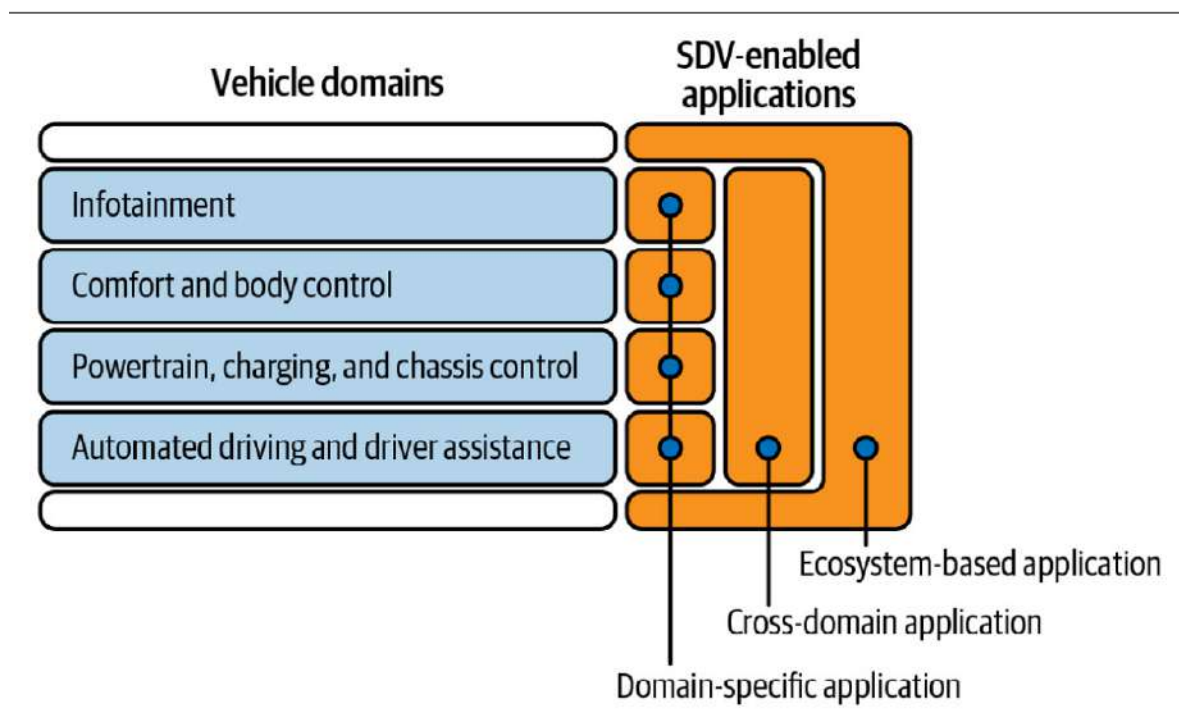 Vehicle domains
SDV-enabled
applications
Infotainment
Comfort and body control
Powertrain, charging, and chassis control
Automated driving and driver assistance
Ecosystem-based application
Cross-domain application
Domain-specific application